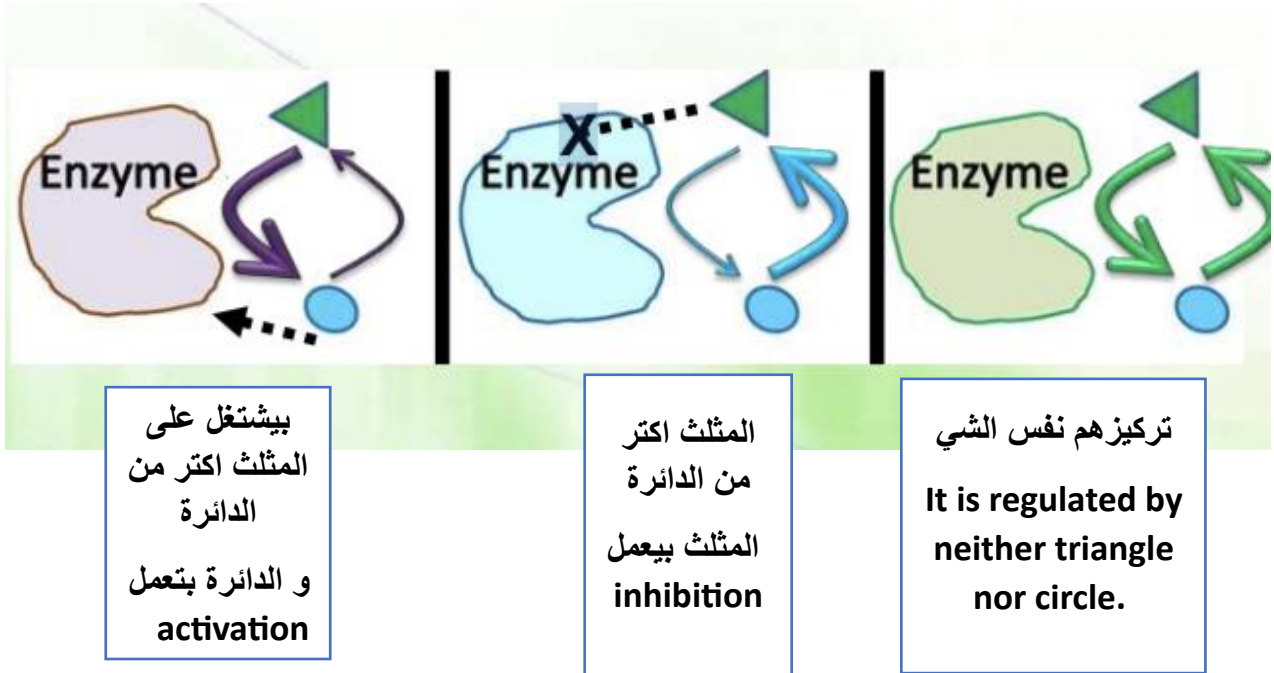 Enzyme
X
Enzyme
Enzyme
بيشتغل على
المثلث اكتر من
الدائرة
و الدائرة بتعمل
activation
المثلث اكتر
من الدائرة
المثلث بيعمل
inhibition
تركيزهم نفس الشي
It is regulated by
neither triangle
nor circle.